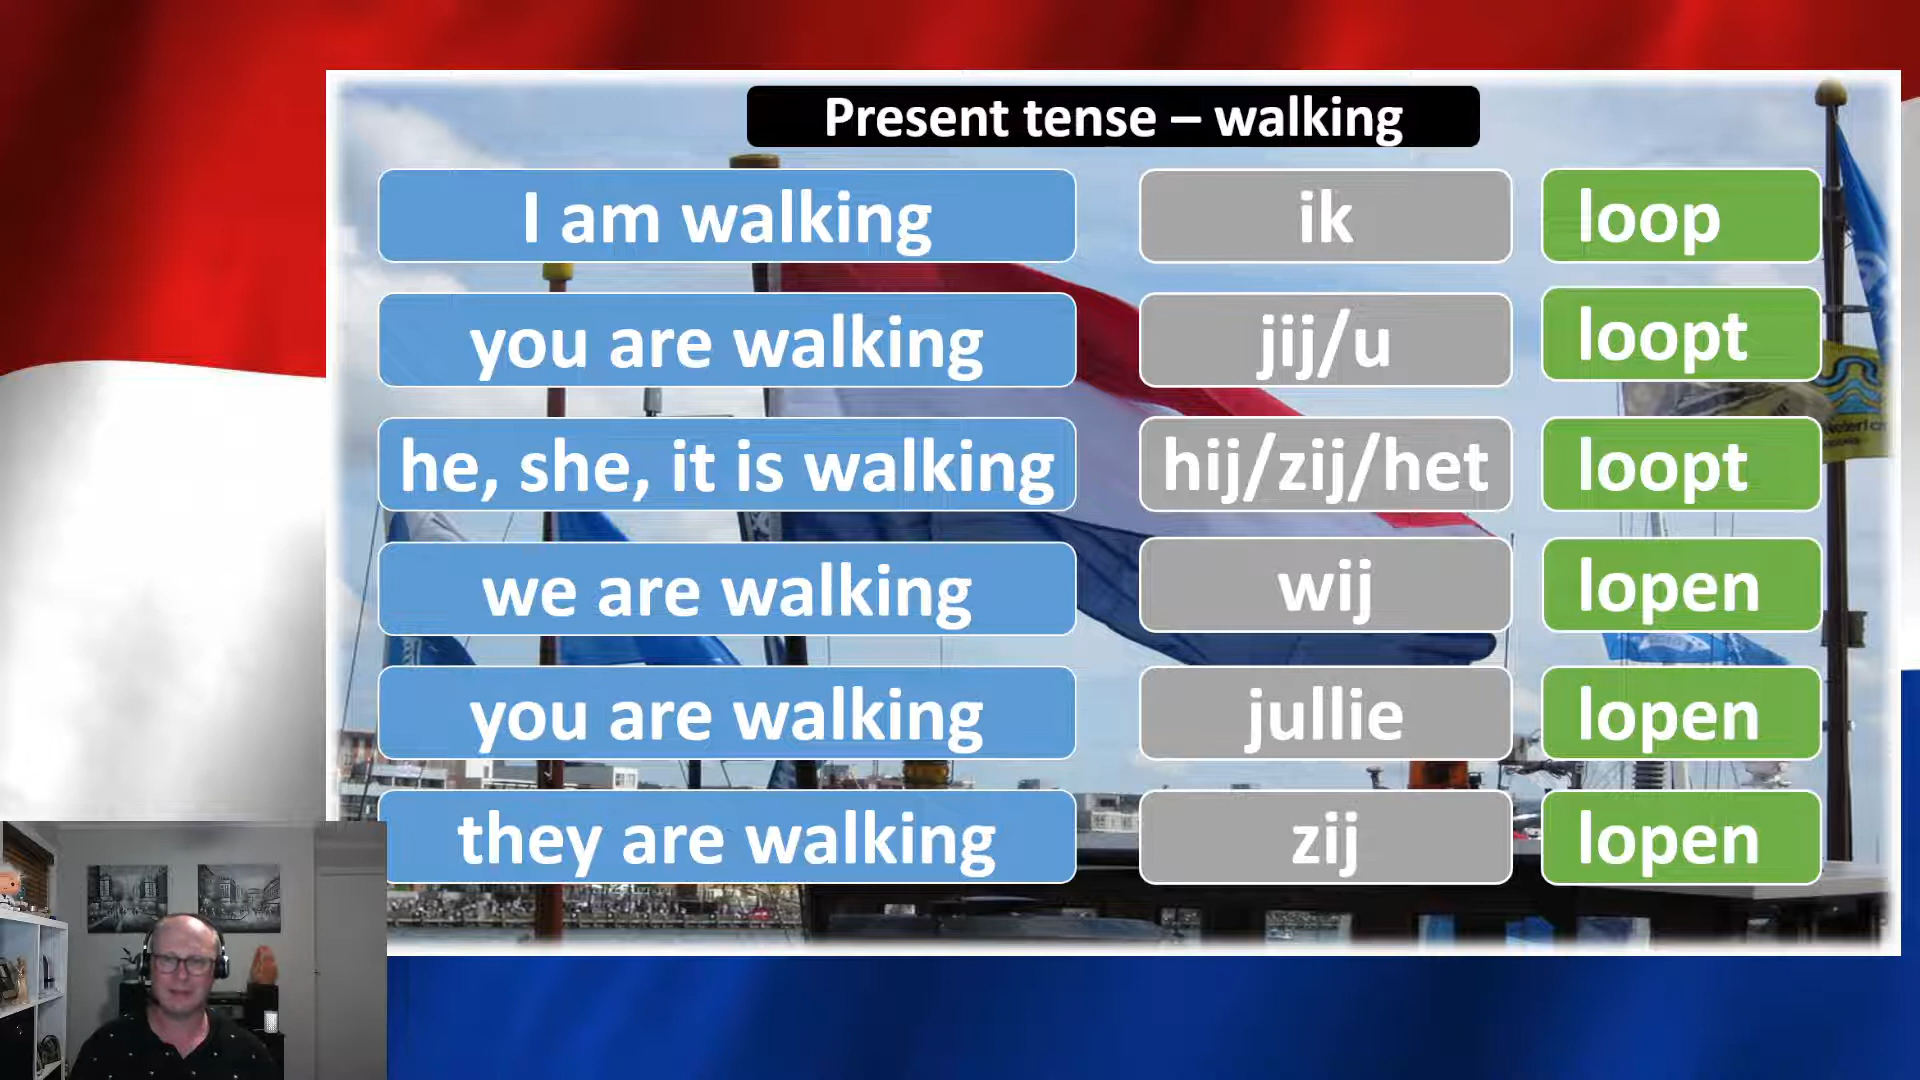 Present tense – walking
I am walking ik loop
you are walking jij/u loopt
he, she, it is walking hij/zij/het loopt
we are walking wij lopen
you are walking jullie lopen
they are walking zij lopen